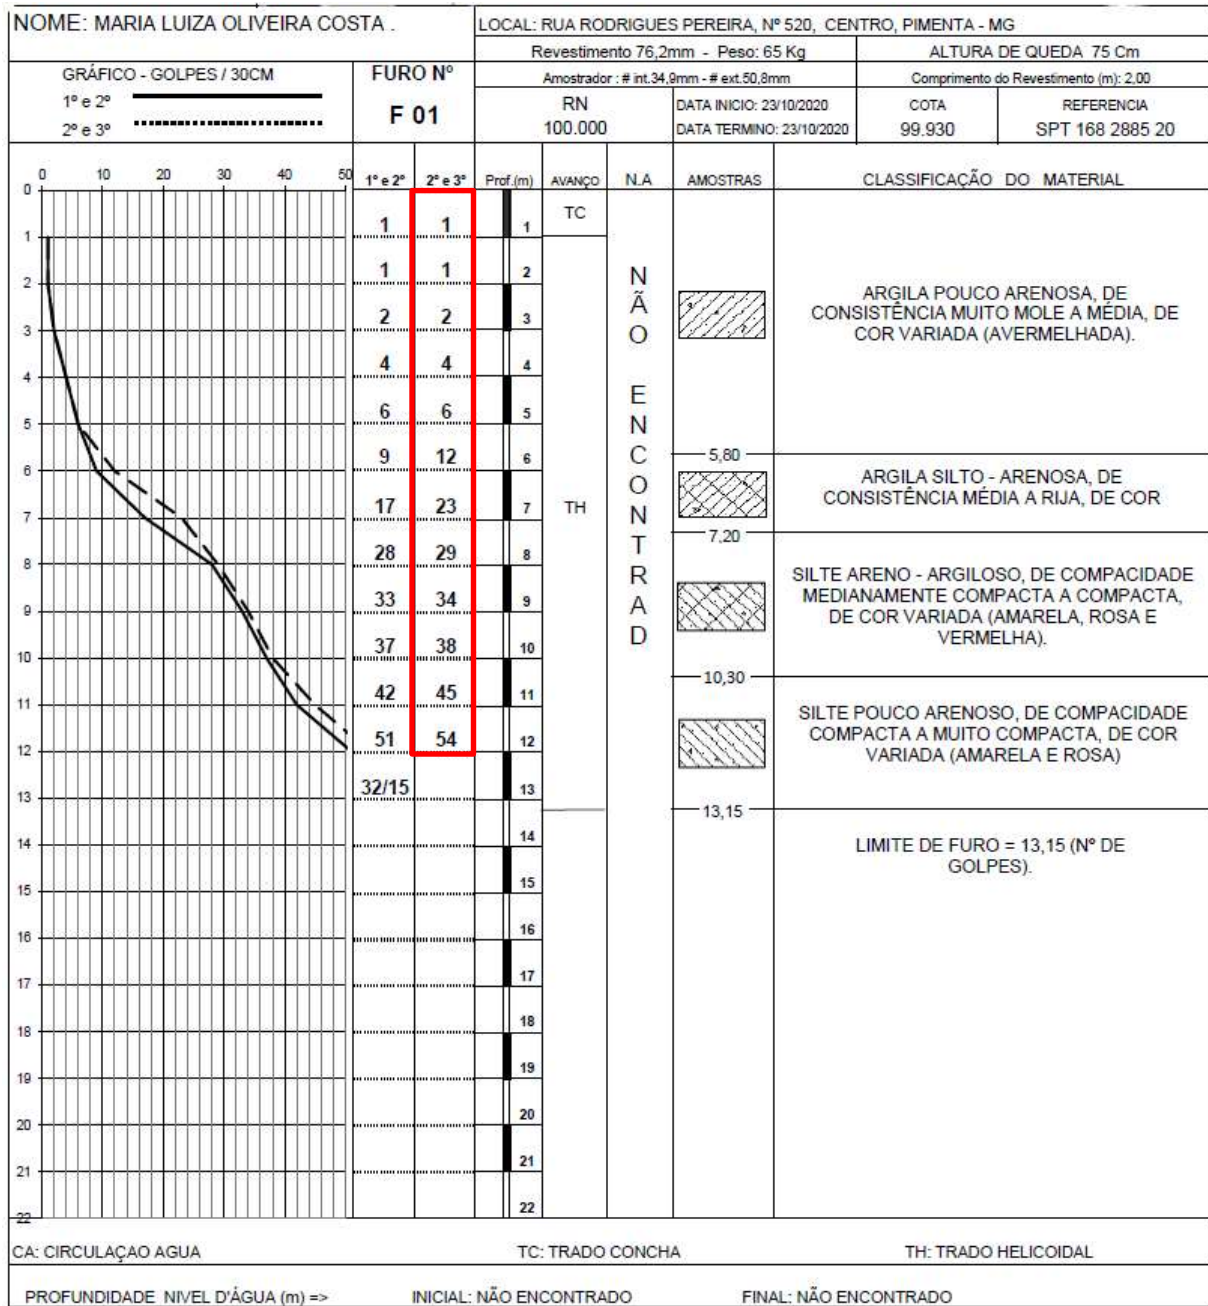 NOME: MARIA LUIZA OLIVEIRA COSTA .
LOCAL: RUA RODRIGUES PEREIRA, Nº 520, CENTRO, PIMENTA - MG
Revestimento 76,2mm - Peso: 65 Kg
ALTURA DE QUEDA 75 Cm
GRÁFICO - GOLPES / 30CM
FURO Nº
Amostrador : # int.34,9mm - # ext.50,8mm
Comprimento do Revestimento (m): 2,00
1º e 2º
2º e 3º
F 01
RN
100.000
DATA INICIO: 23/10/2020
DATA TERMINO: 23/10/2020
COTA
99.930
REFERENCIA
SPT 168 2885 20
0 10 20 30 40 50
1º e 2º 2º e 3º Prof.(m) AVANÇO N.A AMOSTRAS CLASSIFICAÇÃO DO MATERIAL
0
1 1 1 TC
1
1 1 2
2
2 2 3
3
4 4 4
4
6 6 5
5
9 12 6
6
17 23 7 TH
7
28 29 8
8
33 34 9
9
37 38 10
10
42 45 11
11
51 54 12
12
32/15 13
13
14
14
15
15
16
16
17
17
18
18
19
19
20
20
21
21
22
22
N
Ã
O
E
N
C
O
N
T
R
A
D
ARGILA POUCO ARENOSA, DE
CONSISTÊNCIA MUITO MOLE A MÉDIA, DE
COR VARIADA (AVERMELHADA).
5,80
ARGILA SILTO - ARENOSA, DE
CONSISTÊNCIA MÉDIA A RIJA, DE COR
7,20
SILTE ARENO - ARGILOSO, DE COMPACIDADE
MEDIANAMENTE COMPACTA A COMPACTA,
DE COR VARIADA (AMARELA, ROSA E
VERMELHA).
10,30
SILTE POUCO ARENOSO, DE COMPACIDADE
COMPACTA A MUITO COMPACTA, DE COR
VARIADA (AMARELA E ROSA)
13,15
LIMITE DE FURO = 13,15 (Nº DE
GOLPES).
CA: CIRCULAÇAO AGUA TC: TRADO CONCHA TH: TRADO HELICOIDAL
PROFUNDIDADE NIVEL D'ÁGUA (m) => INICIAL: NÃO ENCONTRADO FINAL: NÃO ENCONTRADO